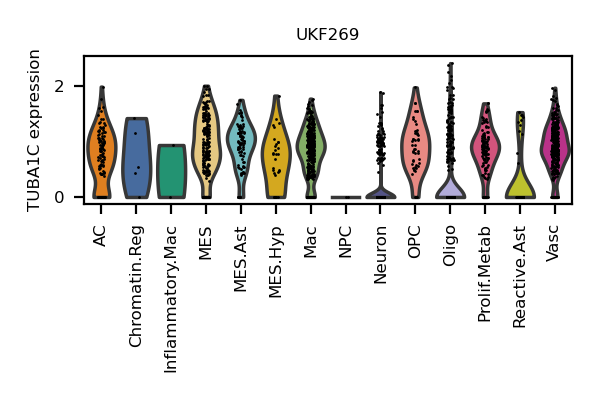 UKF269
TUBA1C expression
2
0
AC
Chromatin.Reg
Inflammatory.Mac
MES
MES.Ast
MES.Hyp
Mac
NPC
Neuron
OPC
Oligo
Prolif.Metab
Reactive.Ast
Vasc